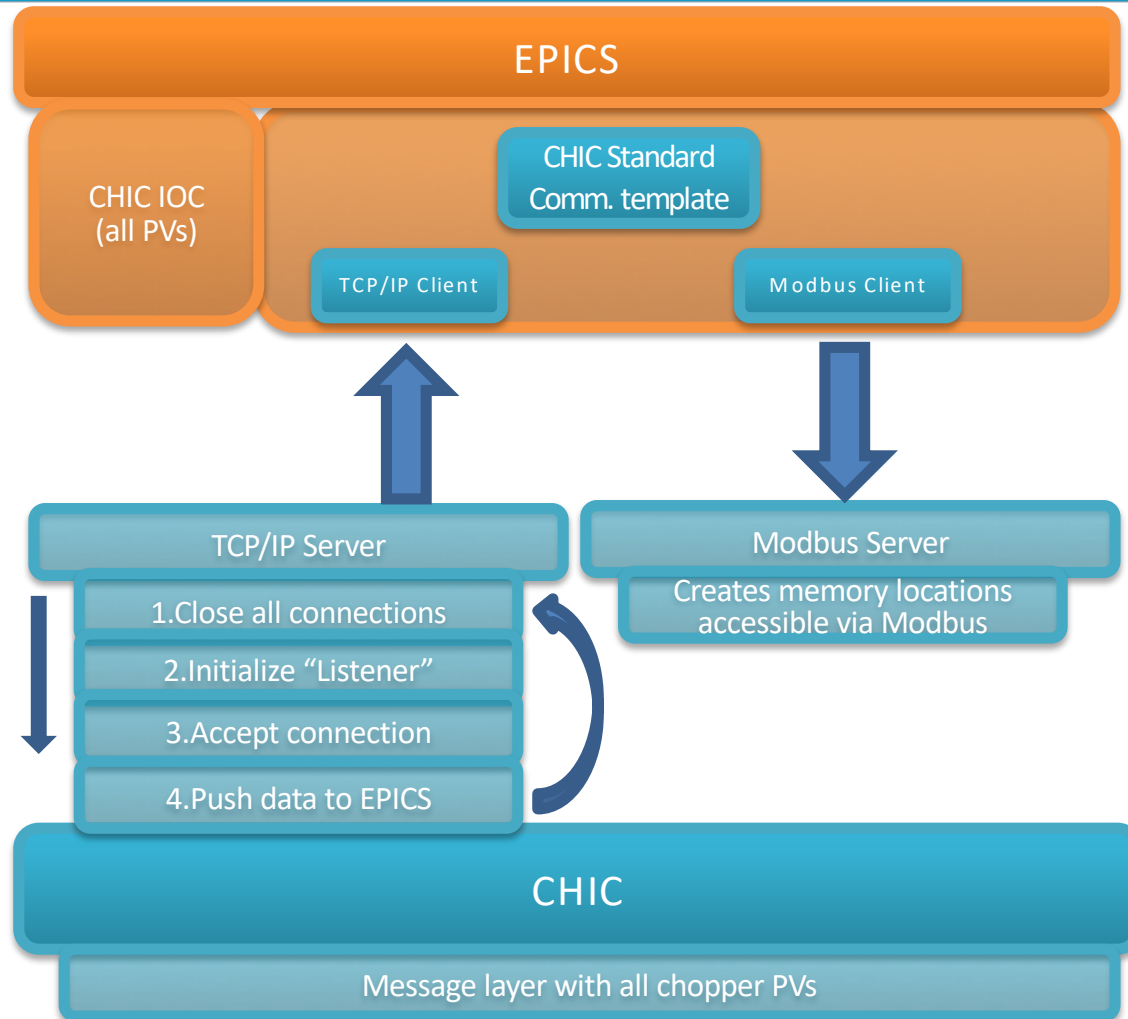 EPICS
CHIC IOC
(all PVs)
CHIC Standard
Comm. template
TCP/IP Client
Modbus Client
TCP/IP Server
1.Close all connections
2.Initialize “Listener”
3.Accept connection
4.Push data to EPICS
Modbus Server
Creates memory locations
accessible via Modbus
CHIC
Message layer with all chopper PVs